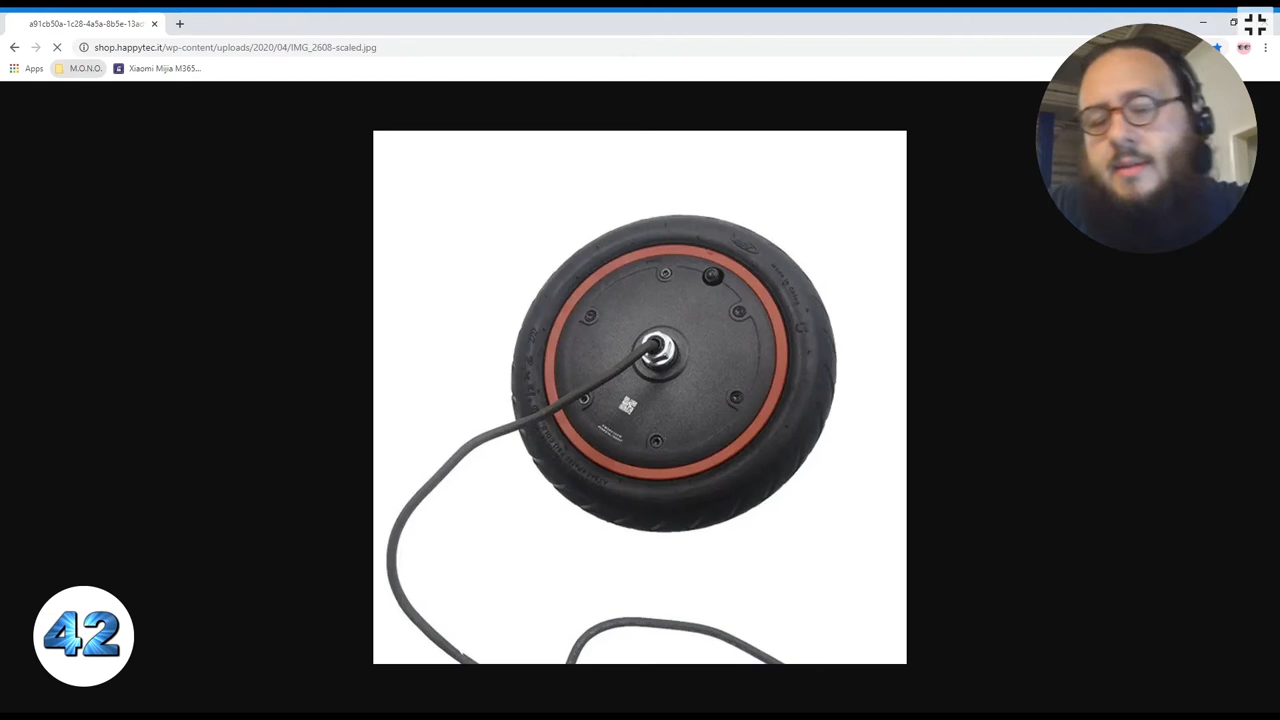 a91cb50a-1c28-4a5a-8b5e-13ad
shop.happytec.it/wp-content/uploads/2020/04/IMG_2608-scaled.jpg
Apps
M.O.N.O.
Xiaomi Mijia M365...
42